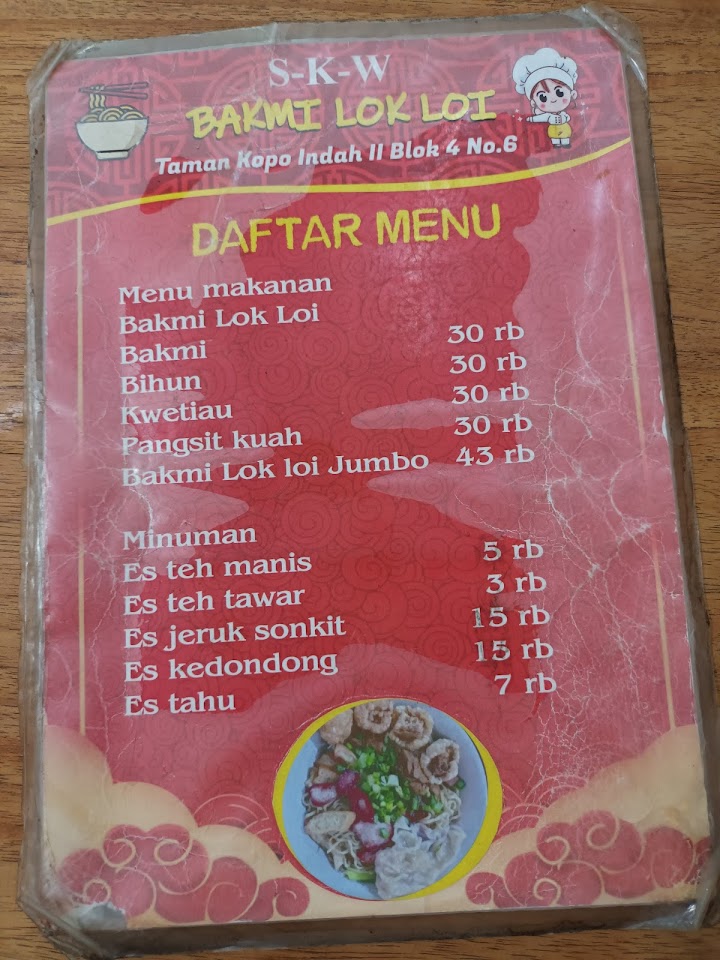 S-K-W
BAKMI LOK LOI
Taman Kopo Indah II Blok 4 No.6
DAFTAR MENU
Menu makanan
Bakmi Lok Loi
Bakmi 30 rb
Bihun 30 rb
Kwetiau 30 rb
Pangsit kuah 30 rb
Bakmi Lok loi Jumbo 43 rb
Minuman
Es teh manis 5 rb
Es teh tawar 3 rb
Es jeruk sonkit 15 rb
Es kedondong 15 rb
Es tahu 7 rb